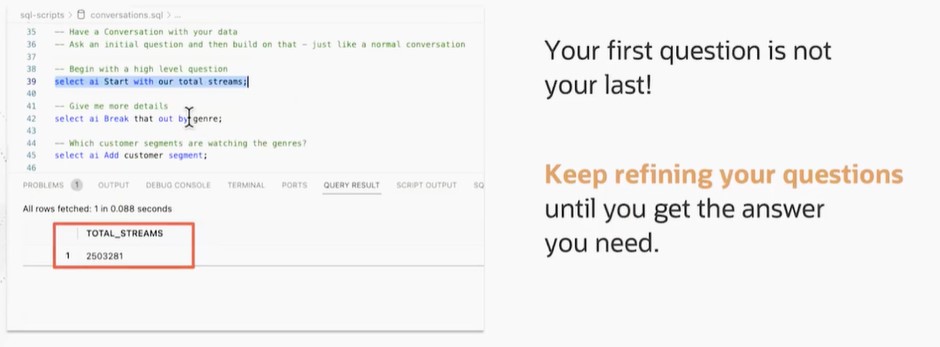 sql-scripts > conversations.sql > ...
35 -- Have a Conversation with your data
36 -- Ask an initial question and then build on that - just like a normal conversation
37
38 -- Begin with a high level question
39 select ai Start with our total streams;
40
41 -- Give me more details
42 select ai Break that out by genre;
43
44 -- Which customer segments are watching the genres?
45 select ai Add customer segment;
46
PROBLEMS 1 OUTPUT DEBUG CONSOLE TERMINAL PORTS QUERY RESULT SCRIPT OUTPUT SQ
All rows fetched: 1 in 0.088 seconds
TOTAL_STREAMS
1 2503281
Your first question is not
your last!
Keep refining your questions
until you get the answer
you need.